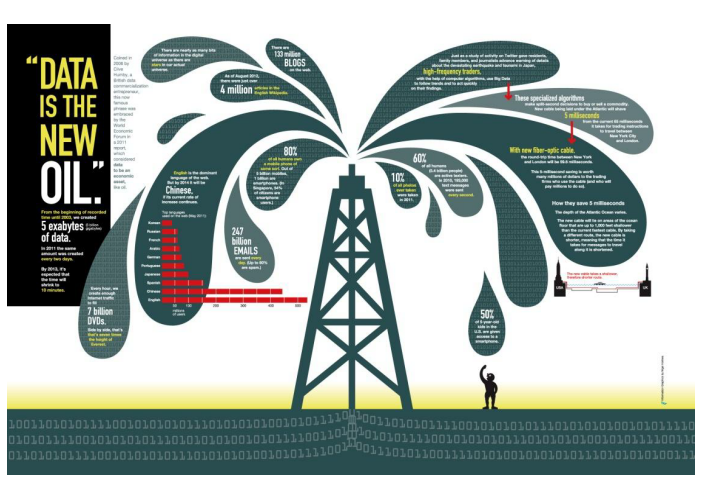 “DATA
IS THE
NEW
OIL.”
Coined in
2006 by
Clive
Humby, a
British data
commercialization
entrepreneur,
this now
famous
phrase was
embraced
by the
World
Economic
Forum in
a 2011
report,
which
considered
data
to be an
economic
asset,
like oil.
From the beginning of recorded
time until 2003, we created
5 exabytes
of data.
In 2011 the same
amount was created
every two days.
By 2013, it's
expected that
the time will
shrink to
10 minutes.
There are nearly as many bits
of information in the digital
universe as there are
stars in our actual
universe.
There are
133 million
BLOGS
on the web.
As of August 2012,
there were just over
4 million
articles in the
English Wikipedia.
Just as a study of activity on Twitter gave residents,
family members, and journalists advance warning of details
about the devastating earthquake and tsunami in Japan,
high-frequency traders,
with the help of computer algorithms, use Big Data
to follow trends and to act quickly
on their findings.
These specialized algorithms
make split-second decisions to buy or sell a commodity.
New cable being laid under the Atlantic will shave
5 milliseconds
from the current 65 milliseconds
it takes for trading instructions
to travel between
New York City
and London.
With new fiber-optic cable,
the round trip time between New York
and London will be 59.6 milliseconds.
This 5 millisecond saving is worth
many millions of dollars to the trading
firms who use the cable (and who will
pay millions to do so).
How they save 5 milliseconds
The depth of the Atlantic Ocean varies.
The new cable will be on areas of the ocean
floor that are up to 1,000 feet shallower
than the current fastest cable. By taking
a different route, the new cable is
shorter, meaning that the time it
takes for messages to travel
along it is shortened.
The new cable takes a shallower,
therefore shorter route.
USA
UK
80%
of all humans own
a mobile phone of
some sort. Out of
5 billion mobiles,
1 billion are
smartphones. (In
Singapore, 54%
of citizens are
smartphone
users.)
60%
of all humans
are active texters.
In 2010,
text messages
were sent
every second.
10%
of all photos
ever taken
were taken
in 2011.
English is the dominant
language of the web.
But by 2014 it will be
Chinese,
if its current rate of
increase continues.
Top languages
used on the web (May 2011)
Korean
Russian
French
Arabic
German
Portuguese
Japanese
Spanish
Chinese
English
50
100
200
300
400
500
millions
of users
247
billion
EMAILS
are sent every
day. (Up to 80%
are spam.)
Every hour, we
create enough
internet traffic
to fill
7 billion
DVDs.
Side by side, that's
that's seven times
the height of
Everest.
50%
of 5-year-old
kids in the
U.S. are given
access to a
smartphone.